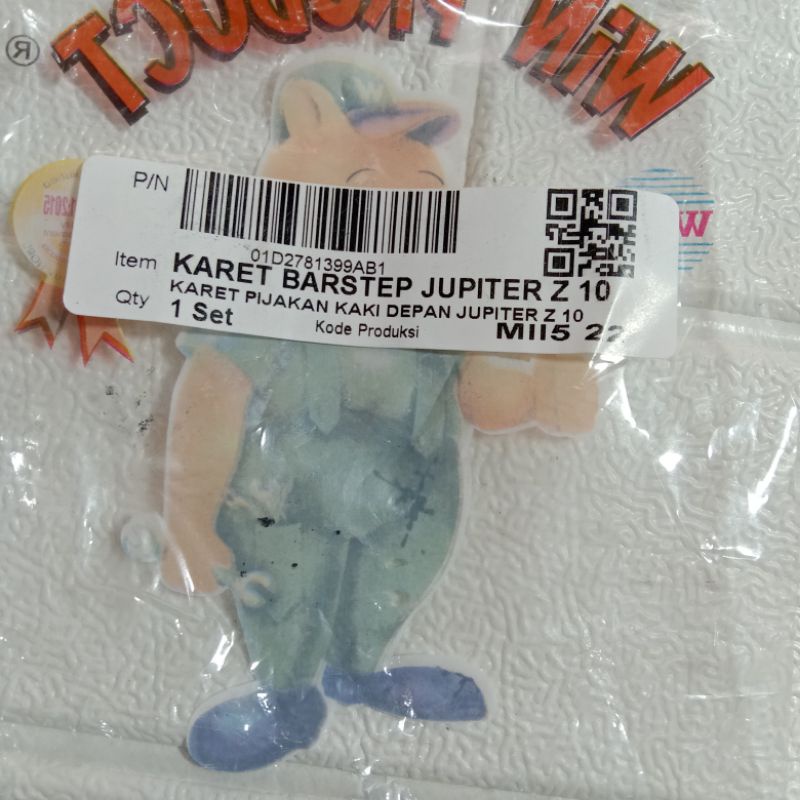 WIN PRODUCT
®
P/N
01D2781399AB1
Item KARET BARSTEP JUPITER Z 10
KARET PIJAKAN KAKI DEPAN JUPITER Z 10
Qty 1 Set
Kode Produksi MII5 22
2015
W